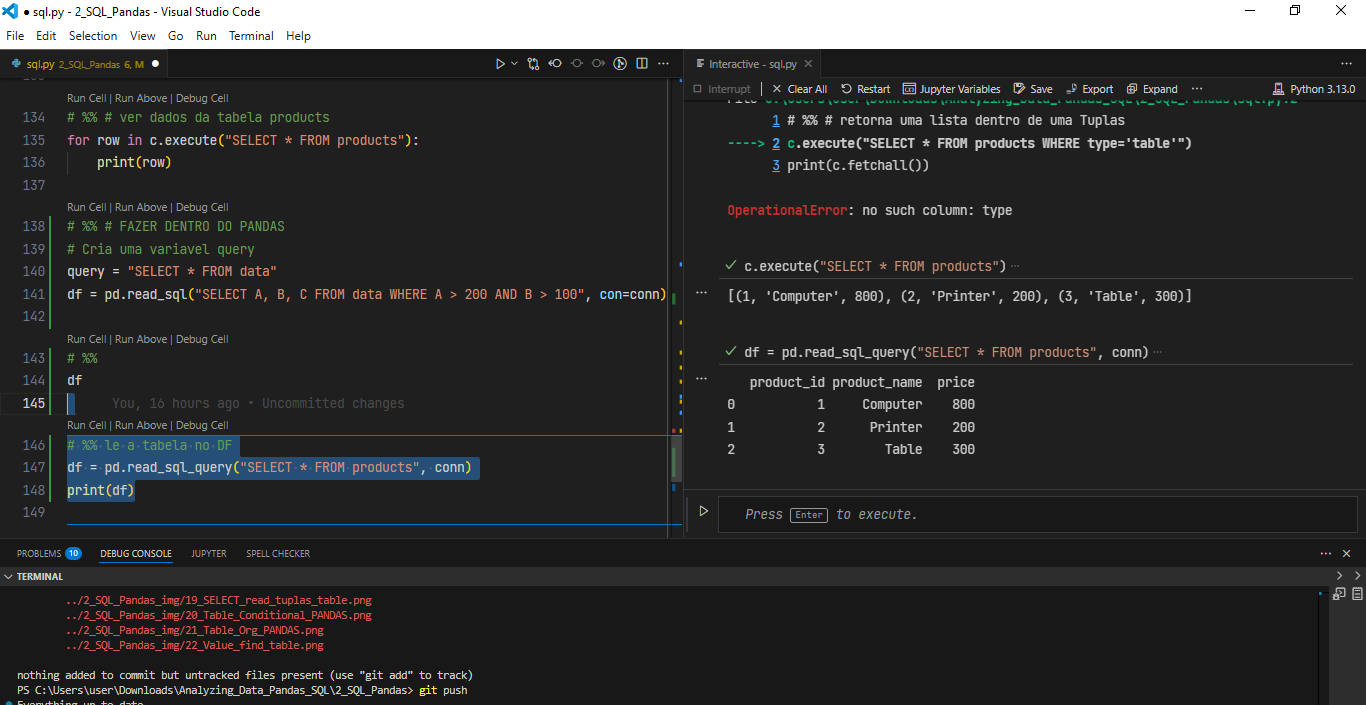 ● sql.py - 2_SQL_Pandas - Visual Studio Code
File Edit Selection View Go Run Terminal Help
sql.py 2_SQL_Pandas 6, M ●
Run Cell | Run Above | Debug Cell
134 # %% # ver dados da tabela products
135 for row in c.execute("SELECT * FROM products"):
136 print(row)
137
Run Cell | Run Above | Debug Cell
138 # %% # FAZER DENTRO DO PANDAS
139 # Cria uma variavel query
140 query = "SELECT * FROM data"
141 df = pd.read_sql("SELECT A, B, C FROM data WHERE A > 200 AND B > 100", con=conn)
142
Run Cell | Run Above | Debug Cell
143 # %%
144 df
145 You, 16 hours ago • Uncommitted changes
Run Cell | Run Above | Debug Cell
146 # %% le a tabela no DF
147 df = pd.read_sql_query("SELECT * FROM products", conn)
148 print(df)
149
Interactive - sql.py
Interrupt | Clear All Restart Jupyter Variables Save Export Expand ··· Python 3.13.0
1 # %% # retorna uma lista dentro de uma Tuplas
----> 2 c.execute("SELECT * FROM products WHERE type='table'")
3 print(c.fetchall())
OperationalError: no such column: type
✓ c.execute("SELECT * FROM products") ···
[(1, 'Computer', 800), (2, 'Printer', 200), (3, 'Table', 300)]
✓ df = pd.read_sql_query("SELECT * FROM products", conn) ···
product_id product_name price
0 1 Computer 800
1 2 Printer 200
2 3 Table 300
Press Enter to execute.
PROBLEMS 10 DEBUG CONSOLE JUPYTER SPELL CHECKER
TERMINAL
../2_SQL_Pandas_img/19_SELECT_read_tuplas_table.png
../2_SQL_Pandas_img/20_Table_Conditional_PANDAS.png
../2_SQL_Pandas_img/21_Table_Org_PANDAS.png
../2_SQL_Pandas_img/22_Value_find_table.png
nothing added to commit but untracked files present (use "git add" to track)
PS C:\Users\user\Downloads\Analyzing_Data_Pandas_SQL\2_SQL_Pandas> git push
Everything up-to-date